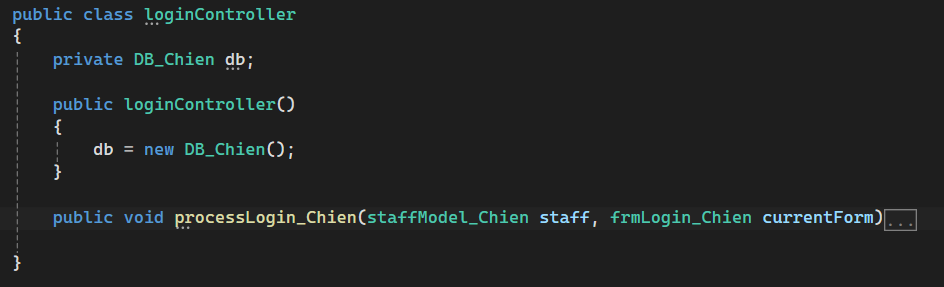 public class loginController
{
    private DB_Chien db;
    public loginController()
    {
        db = new DB_Chien();
    }
    public void processLogin_Chien(staffModel_Chien staff, frmLogin_Chien currentForm)...
}